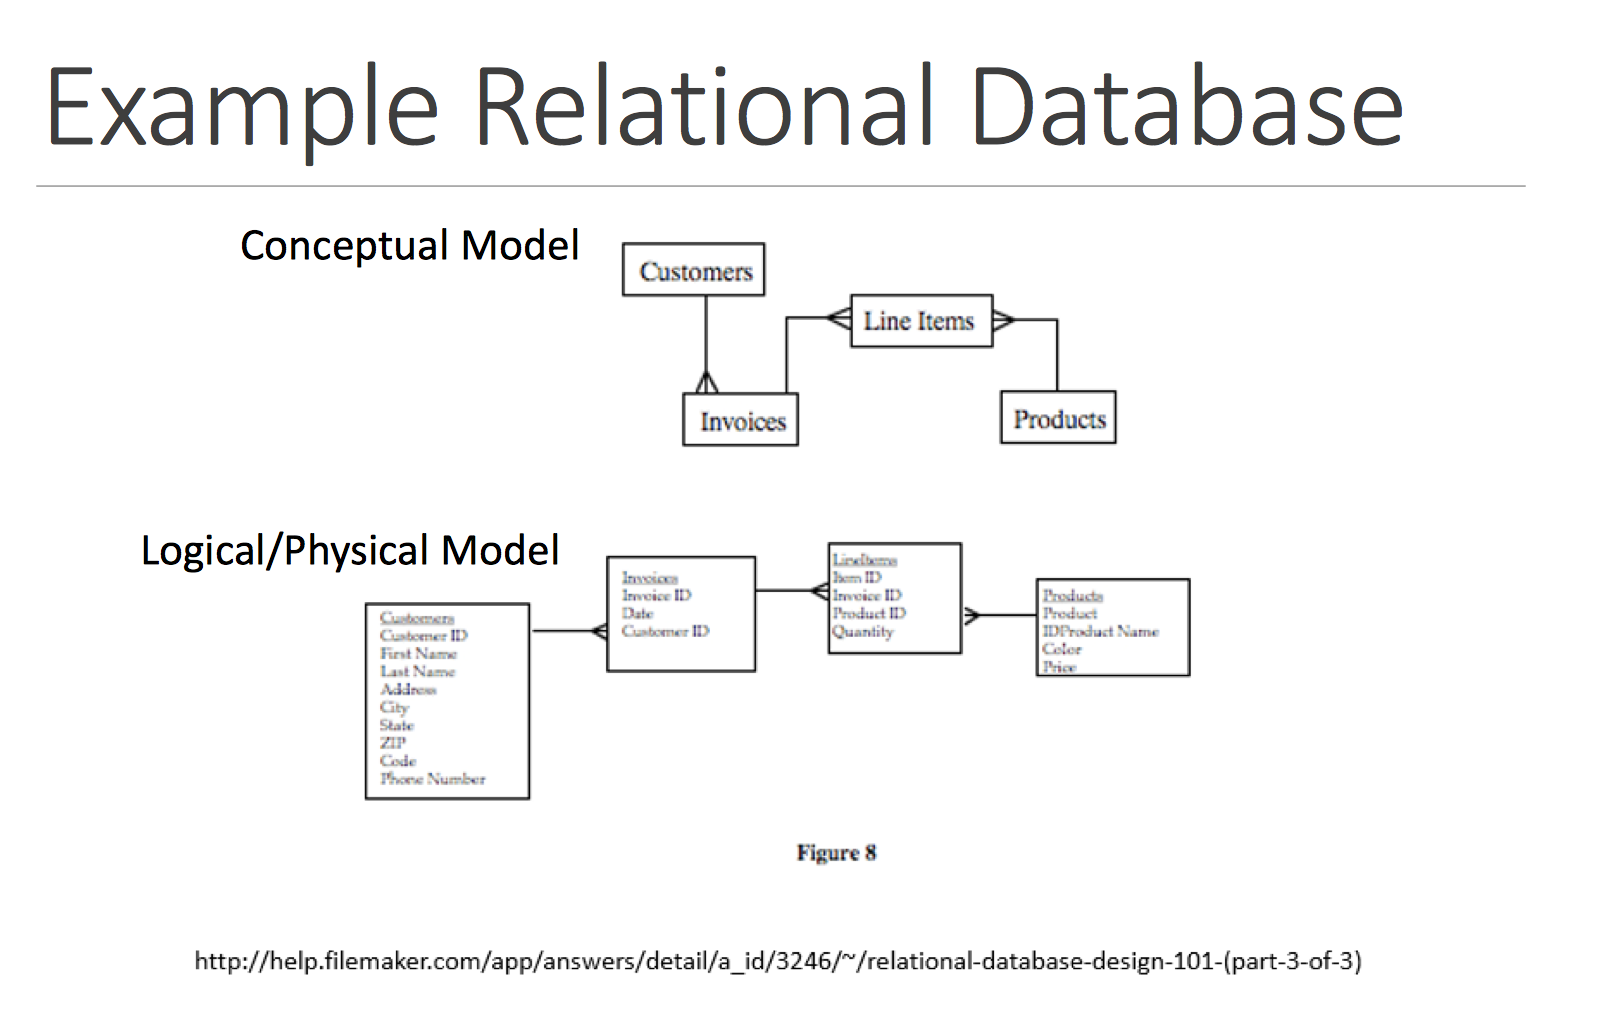 Example Relational Database
Conceptual Model
Customers
Line Items
Invoices
Products
Logical/Physical Model
Customers
Customer ID
First Name
Last Name
Address
City
State
ZIP
Code
Phone Number
Invoices
Invoice ID
Date
Customer ID
LineItems
Item ID
Invoice ID
Product ID
Quantity
Products
Product
IDProduct Name
Color
Price
Figure 8
http://help.filemaker.com/app/answers/detail/a_id/3246/~/relational-database-design-101-(part-3-of-3)